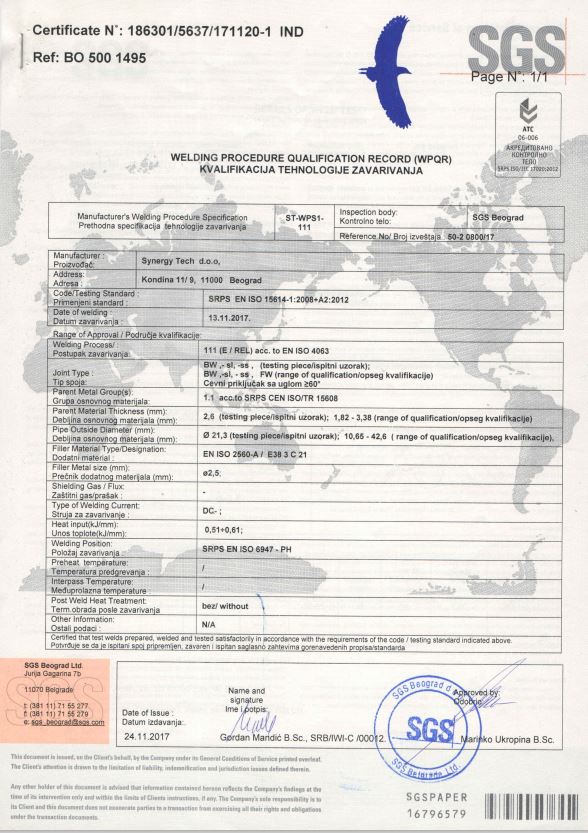 Certificate N°: 186301/5637/171120-1 IND
Ref: BO 500 1495
SGS
Page N°: 1/1
ATC
06-006
АКРЕДИТОВАНО
КОНТРОЛНО
ТЕЛО
SRPS ISO/IEC 17020:2012
WELDING PROCEDURE QUALIFICATION RECORD (WPQR)
KVALIFIKACIJA TEHNOLOGIJE ZAVARIVANJA
Manufacturer's Welding Procedure Specification
Prethodna specifikacija tehnologije zavarivanja
ST-WPS1-
111
Inspection body:
Kontrolno telo:
SGS Beograd
Reference No/ Broj izveštaja : 50-2 0800/17
Manufacturer :
Proizvođač:
Synergy Tech d.o.o,
Address:
Adresa :
Kondina 11/ 9, 11000 Beograd
Code/Testing Standard :
Primenjeni standard :
SRPS EN ISO 15614-1:2008+A2:2012
Date of welding :
Datum zavarivanja :
13.11.2017.
Range of Approval / Područje kvalifikacije:
Welding Process/ :
Postupak zavarivanja:
111 (E / REL) acc. to EN ISO 4063
Joint Type :
Tip spoja:
BW ,- sl, -ss , (testing piece/ispitni uzorak);
BW ,-sl, - ss , FW (range of qualification/opseg kvalifikacije)
Cevni priključak sa uglom ≥60°
Parent Metal Group(s):
Grupa osnovnog materijala:
1.1 acc.to SRPS CEN ISO/TR 15608
Parent Material Thickness (mm):
Debljina osnovnog materijala (mm):
2,6 (testing piece/ispitni uzorak); 1,82 - 3,38 (range of qualification/opseg kvalifikacije)
Pipe Outside Diameter (mm):
Debljina osnovnog materijala (mm):
Ø 21,3 (testing piece/ispitni uzorak); 10,65 - 42,6 ( range of qualification/opseg kvalifikacije),
Filler Material Type/Designation:
Dodatni material :
EN ISO 2560-A / E38 3 C 21
Filler Metal size (mm):
Prečnik dodatnog materijala (mm):
ø2,5;
Shielding Gas / Flux:
Zaštitni gas/prašak :
-
Type of Welding Current:
Struja za zavarivanje :
DC- ;
Heat input(kJ/mm):
Unos toplote(kJ/mm):
0,51÷0,61;
Welding Position:
Položaj zavarivanja :
SRPS EN ISO 6947 - PH
Preheat temperature:
Temperatura predgrevanja :
/
Interpass Temperature:
Međuprolazna temperature :
/
Post Weld Heat Treatment:
Term.obrada posle zavarivanja
bez/ without
Other Information:
Ostali podaci :
N/A
Certified that test welds prepared, welded and tested satisfactorily in accordance with the requirements of the code / testing standard indicated above.
Potvrđuje se da je ispitani spoj pripremljen, zavaren i ispitan saglasno zahtevima gorenavedenih propisa/standarda
SGS Beograd Ltd.
Jurija Gagarina 7b
11070 Belgrade
t: (381 11) 71 55 277
f: (381 11) 71 55 279
e: sgs_beograd@sgs.com
Date of Issue :
Datum izdavanja:.
24.11.2017
Name and
signature
Ime i potpis:
Gordan Mandić B.Sc., SRB/IWI-C /00012.
SGS Beograd d
SGS
SGS Belgrade Ltd.
Approved by:
Odobrio:
Marinko Ukropina B.Sc.
This document is issued, on the Client's behalf, by the Company under its General Conditions of Service printed overleaf.
The Client's attention is drawn to the limitation of liability, indemnification and jurisdiction issues defined therein.
Any other holder of this document is advised that information contained hereon reflects the Company's findings at the
time of its intervention only and within the limits of Clients instructions, if any. The Company's sole responsibility is to
its Client and this document does not exonerate parties to a transaction from exercising all their rights and obligations
under the transaction documents.
SGSPAPER
16796579